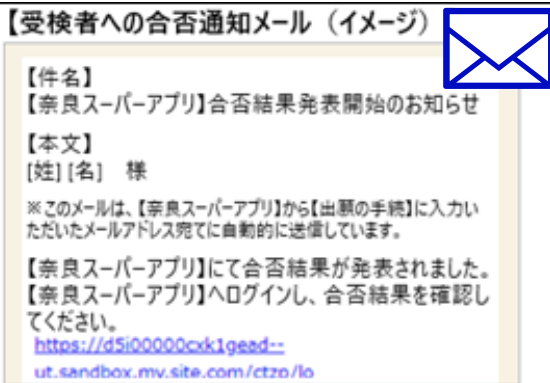 【受検者への合否通知メール（イメージ）
【件名】
【奈良スーパーアプリ】合否結果発表開始のお知らせ
【本文】
[姓] [名]　様
※このメールは、【奈良スーパーアプリ】から【出願の手続】に入力い
ただいたメールアドレス宛てに自動的に送信しています。
【奈良スーパーアプリ】にて合否結果が発表されました。
【奈良スーパーアプリ】へログインし、合否結果を確認し
てください。
https://d5i00000cxk1gead--
ut.sandbox.my.site.com/ctzp/lo